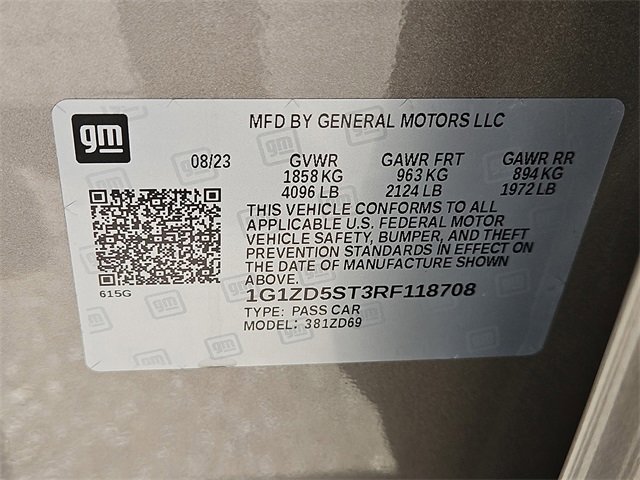 gm
MFD BY GENERAL MOTORS LLC
08/23 GVWR GAWR FRT GAWR RR
1858 KG 963 KG 894 KG
4096 LB 2124 LB 1972 LB
THIS VEHICLE CONFORMS TO ALL
APPLICABLE U.S. FEDERAL MOTOR
VEHICLE SAFETY, BUMPER, AND THEFT
PREVENTION STANDARDS IN EFFECT ON
THE DATE OF MANUFACTURE SHOWN
ABOVE.
615G
1G1ZD5ST3RF118708
TYPE: PASS CAR
MODEL: 381ZD69